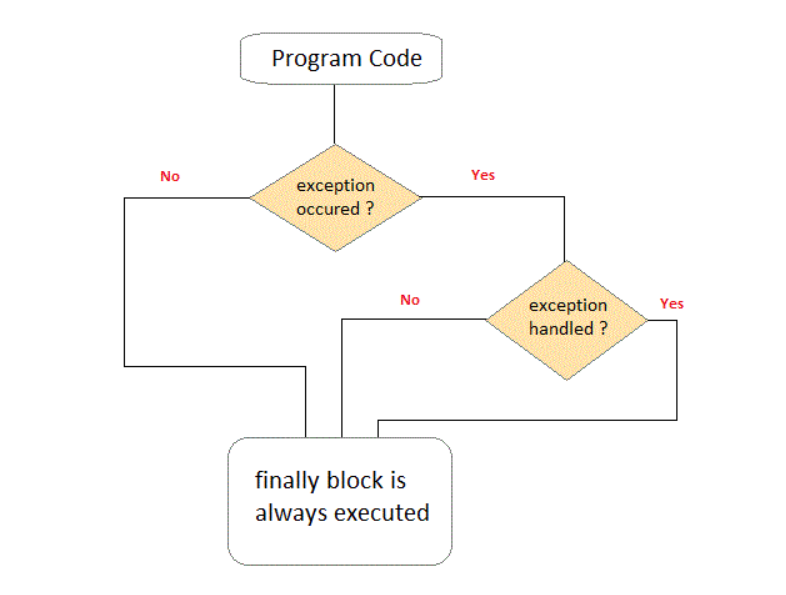 Program Code
No
Yes
exception
occured ?
No
Yes
exception
handled ?
finally block is
always executed